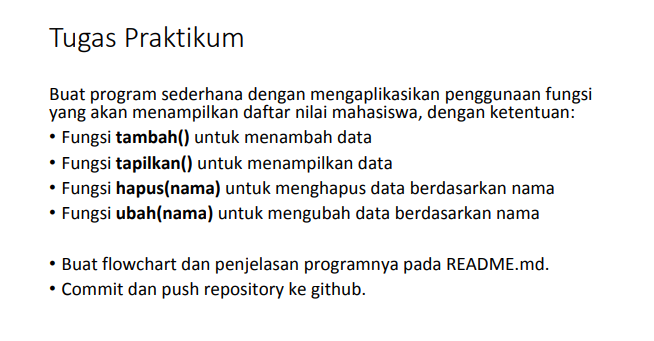 Tugas Praktikum
Buat program sederhana dengan mengaplikasikan penggunaan fungsi
yang akan menampilkan daftar nilai mahasiswa, dengan ketentuan:
• Fungsi tambah() untuk menambah data
• Fungsi tapilkan() untuk menampilkan data
• Fungsi hapus(nama) untuk menghapus data berdasarkan nama
• Fungsi ubah(nama) untuk mengubah data berdasarkan nama
• Buat flowchart dan penjelasan programnya pada README.md.
• Commit dan push repository ke github.